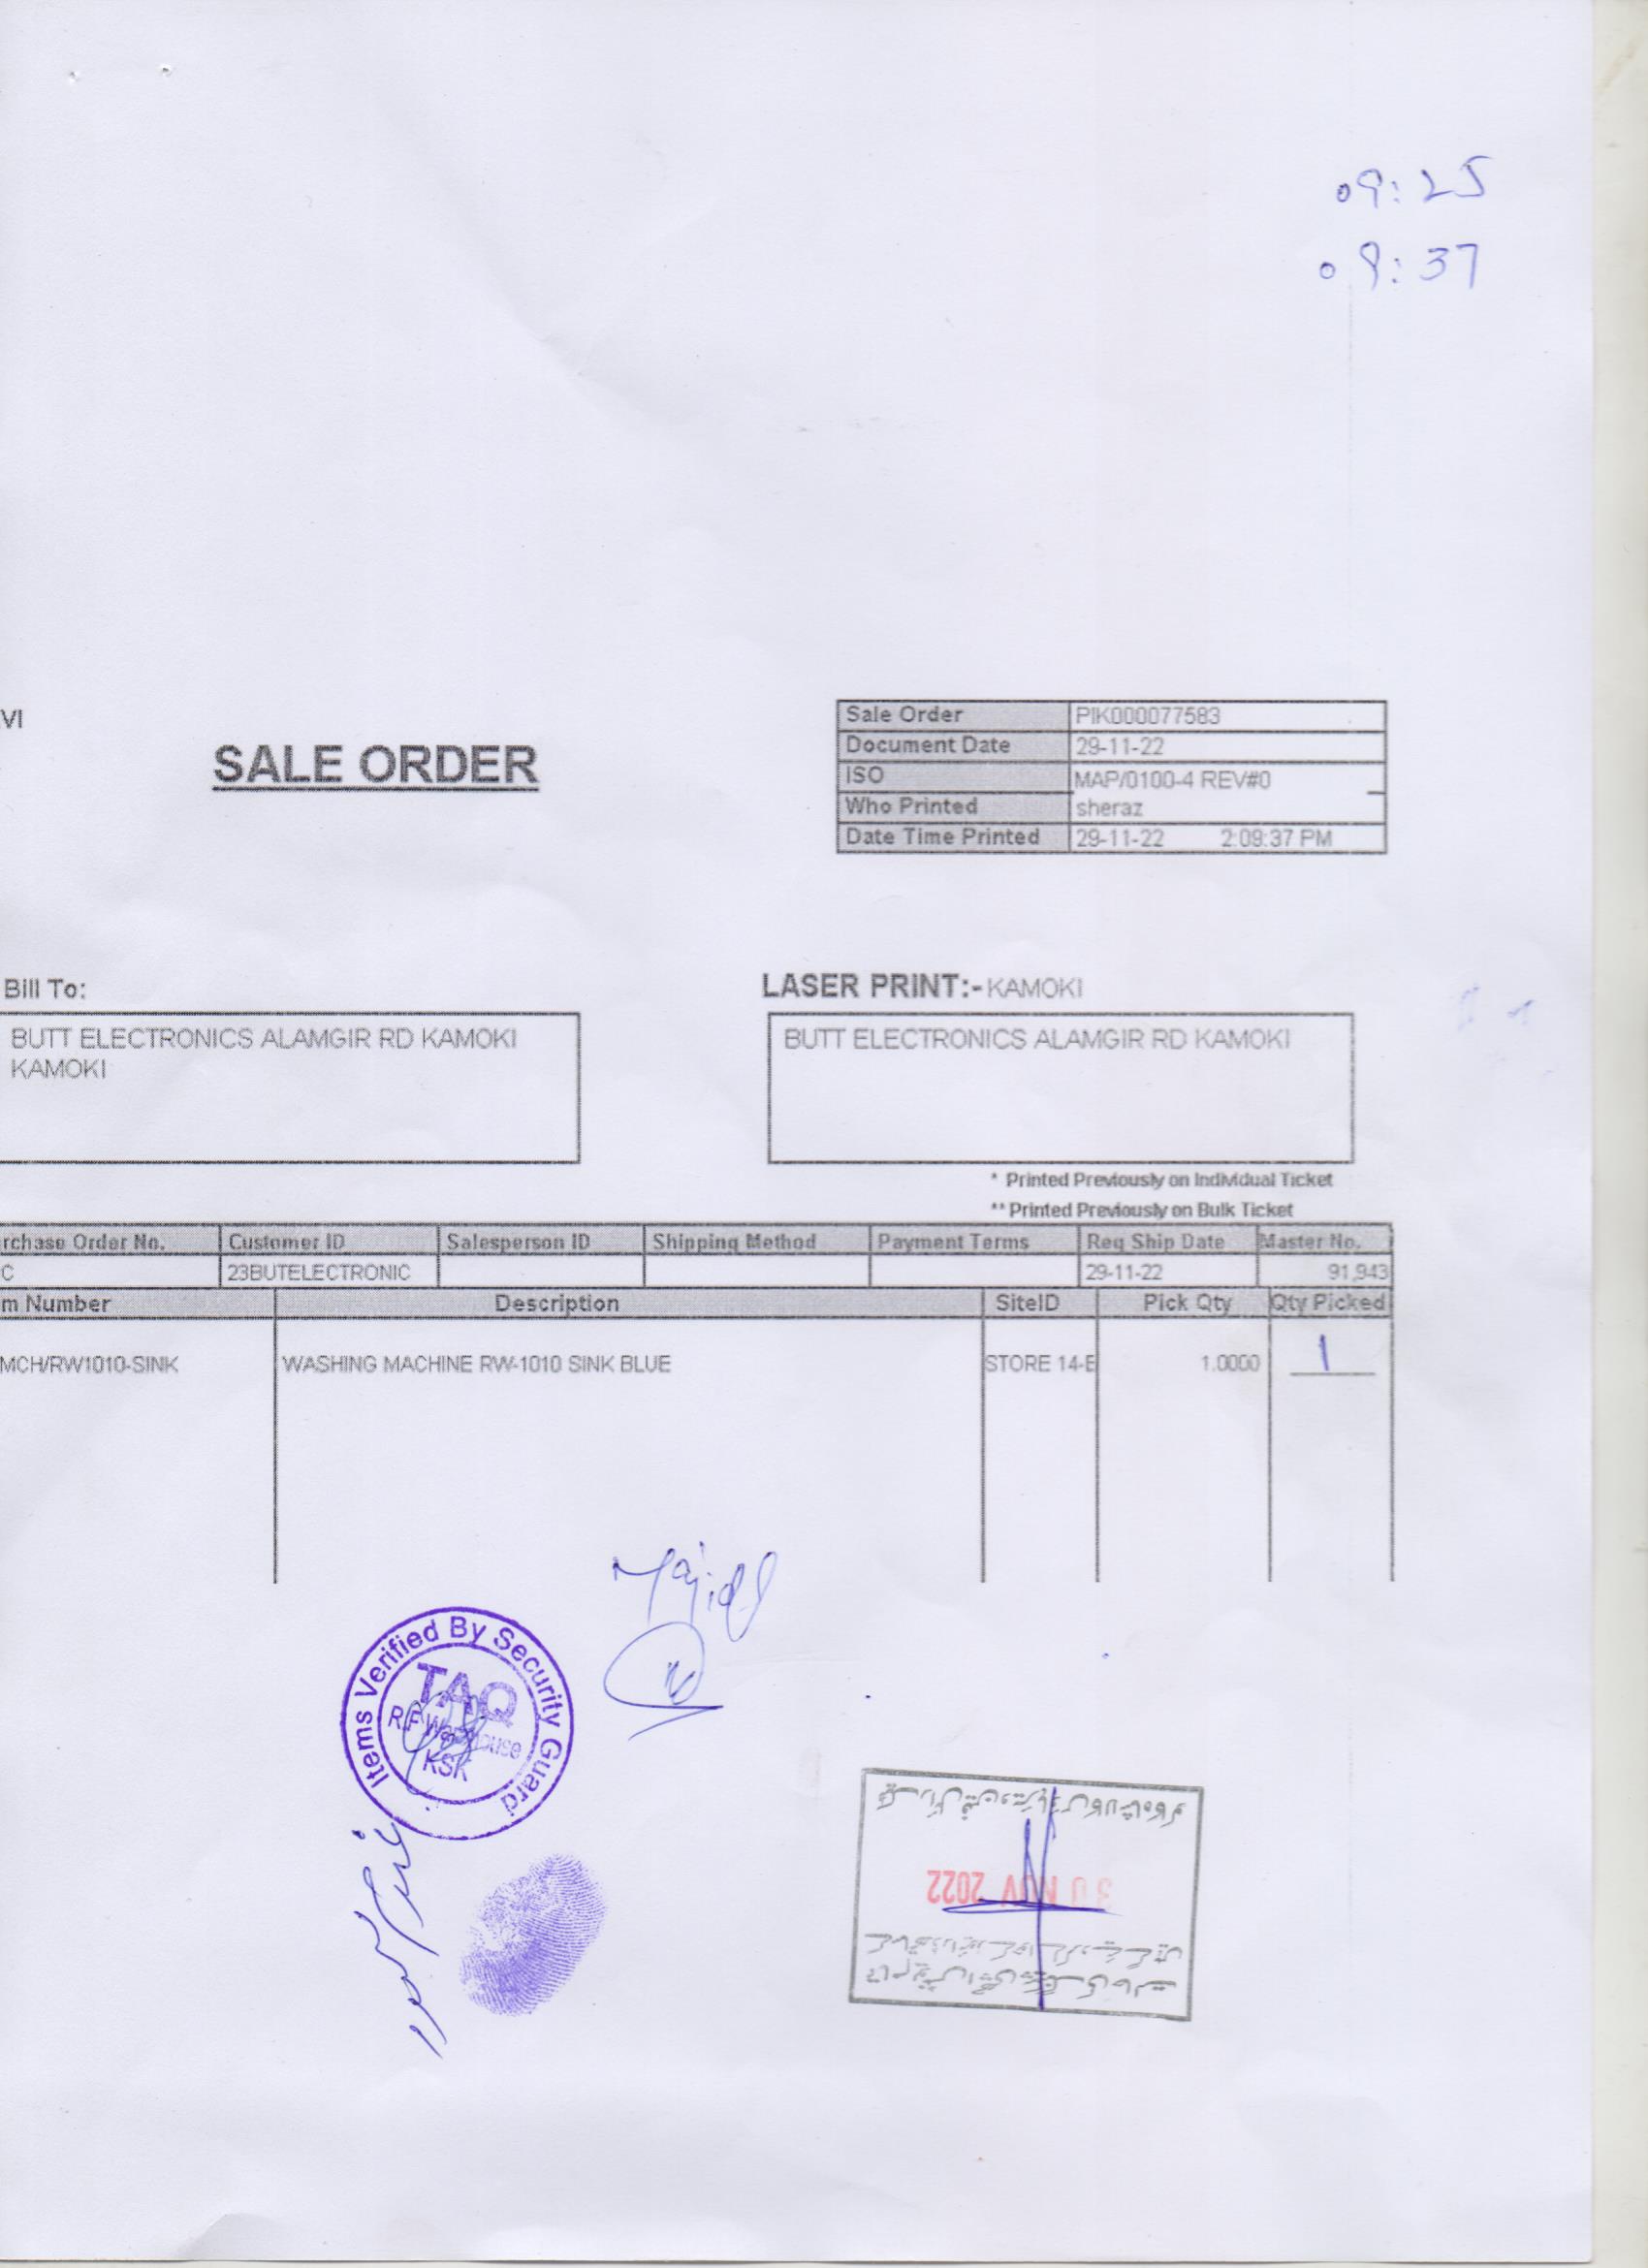 09:25
09:37
VI
SALE ORDER
Sale Order PIK000077583
Document Date 29-11-22
ISO MAP/0100-4 REV#0
Who Printed sheraz
Date Time Printed 29-11-22 2:09:37 PM
Bill To:
BUTT ELECTRONICS ALAMGIR RD KAMOKI
KAMOKI
LASER PRINT:- KAMOKI
BUTT ELECTRONICS ALAMGIR RD KAMOKI
* Printed Previously on Individual Ticket
** Printed Previously on Bulk Ticket
rchase Order No. Customer ID Salesperson ID Shipping Method Payment Terms Req Ship Date Master No.
C 23BUTELECTRONIC 29-11-22 91,943
m Number Description SiteID Pick Qty Qty Picked
MCH/RW1010-SINK WASHING MACHINE RW-1010 SINK BLUE STORE 14-E 1.0000 1
Majid
Items Verified By Security Guard
TAQ
R.F Warehouse
KSK
30 NOV 2022